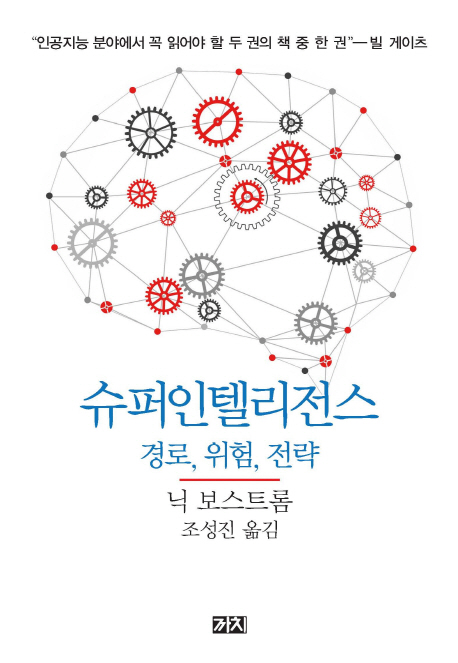 “인공지능 분야에서 꼭 읽어야 할 두 권의 책 중 한 권”—빌 게이츠
슈퍼인텔리전스
경로, 위험, 전략
닉 보스트롬
조성진 옮김
까치